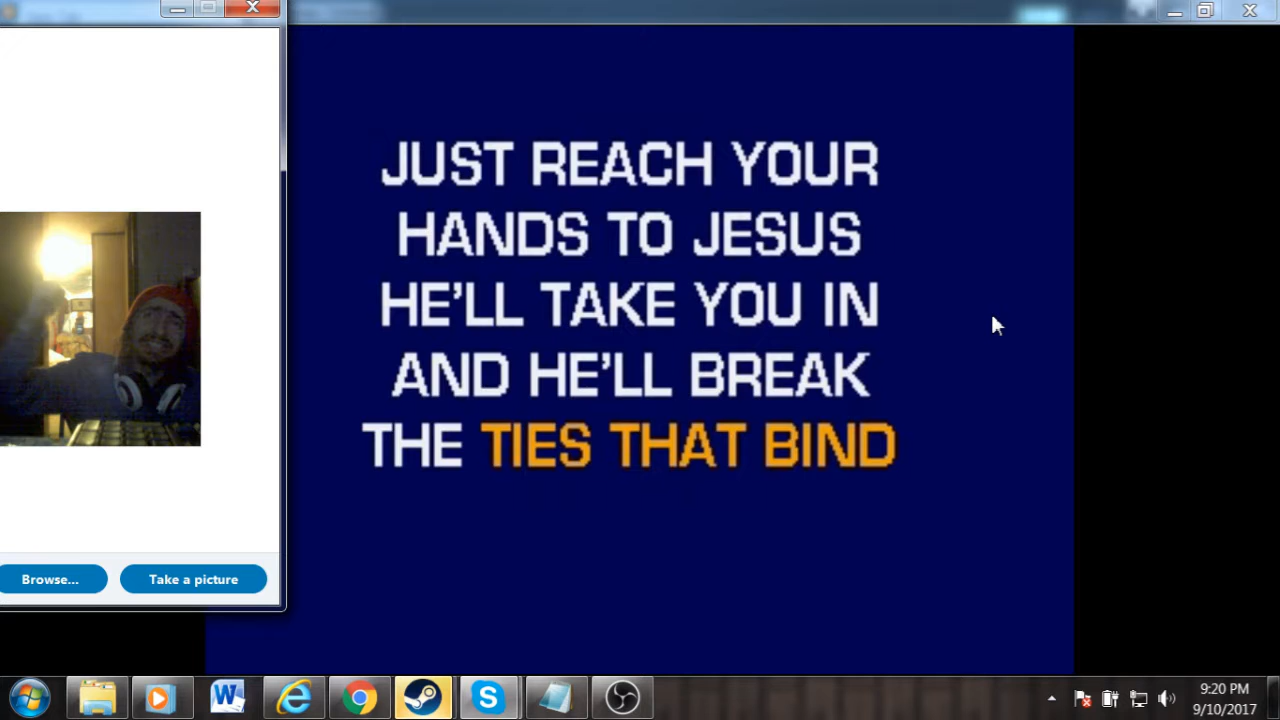 JUST REACH YOUR
HANDS TO JESUS
HE'LL TAKE YOU IN
AND HE'LL BREAK
THE TIES THAT BIND
Browse...
Take a picture
9:20 PM
9/10/2017